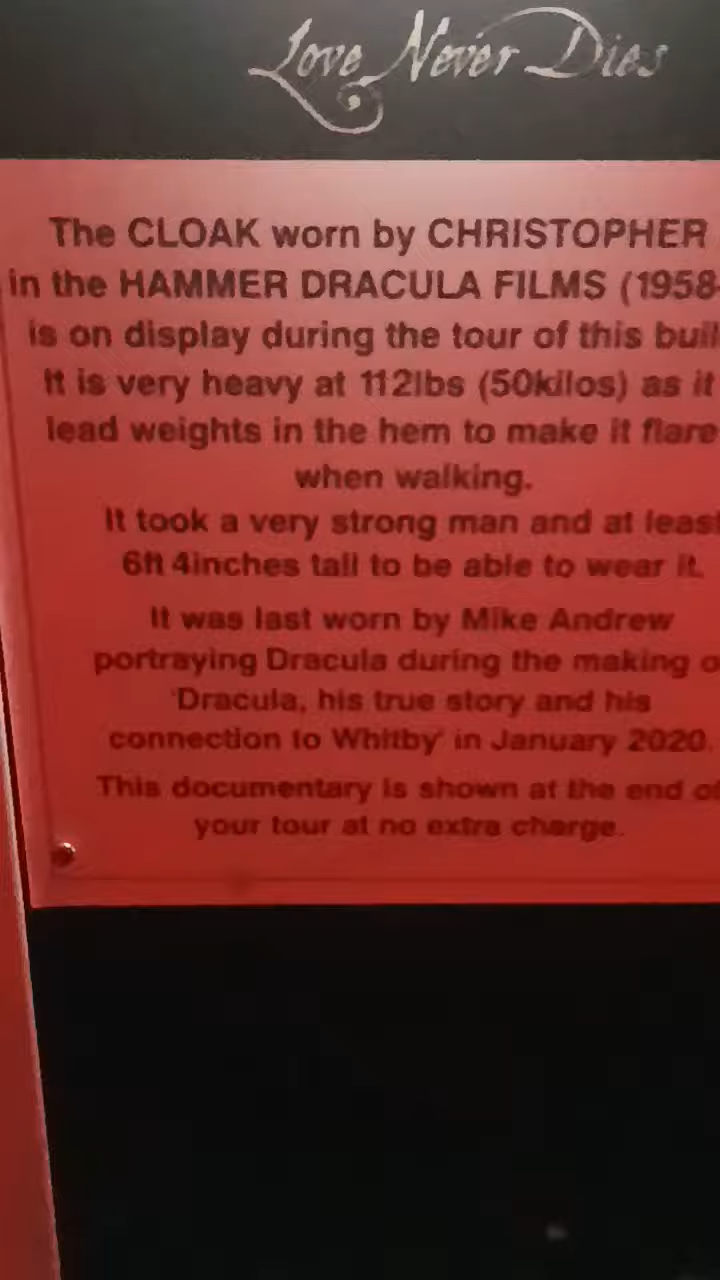 Love Never Dies
The CLOAK worn by CHRISTOPHER
in the HAMMER DRACULA FILMS (1958-
is on display during the tour of this buil
It is very heavy at 112lbs (50kilos) as it
lead weights in the hem to make it flare
when walking.
It took a very strong man and at least
6ft 4inches tall to be able to wear it.
It was last worn by Mike Andrew
portraying Dracula during the making o
'Dracula, his true story and his
connection to Whitby' in January 2020.
This documentary is shown at the end of
your tour at no extra charge.